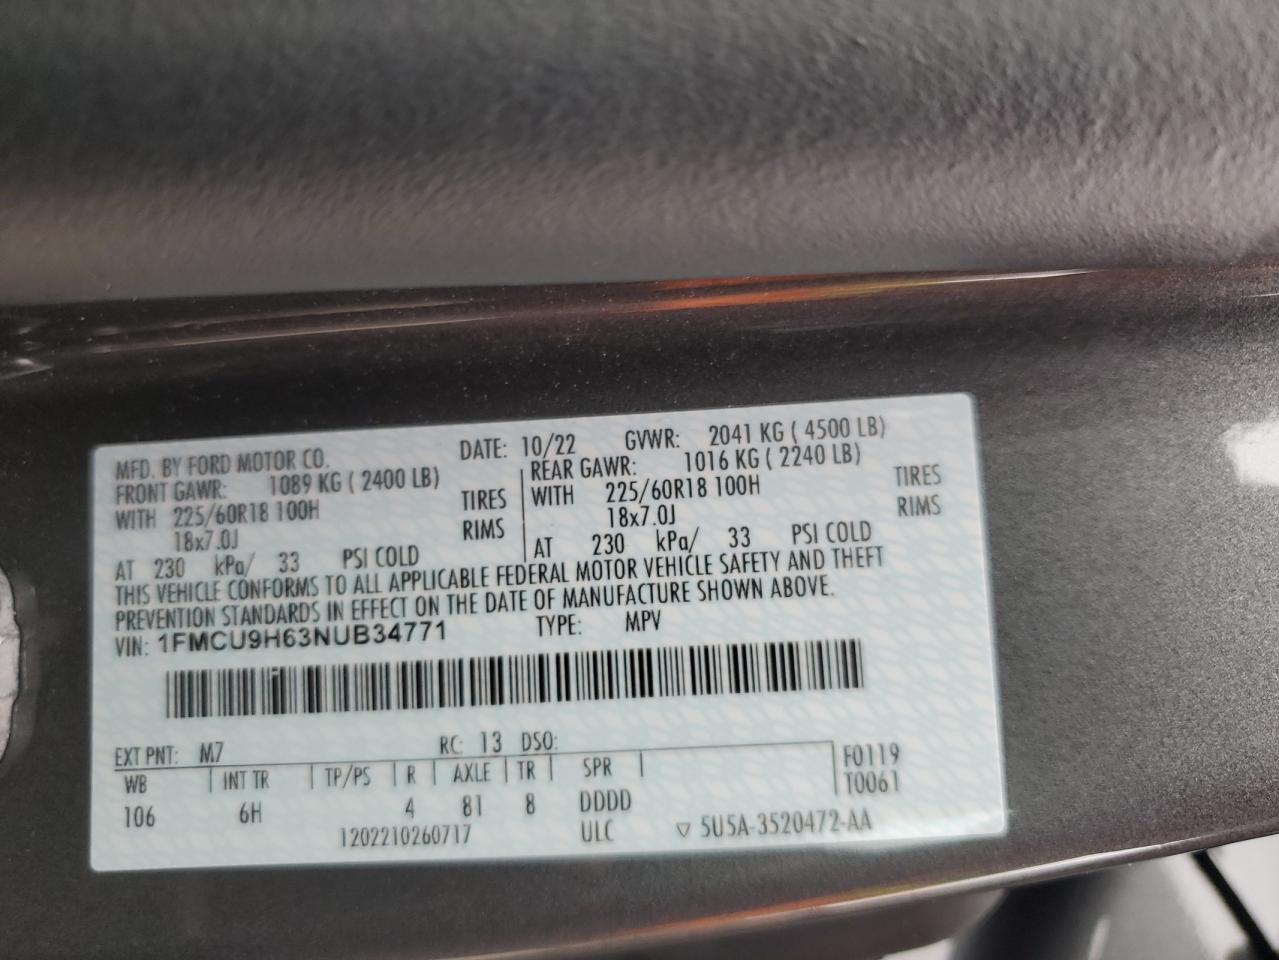 MFD. BY FORD MOTOR CO. DATE: 10/22 GVWR: 2041 KG ( 4500 LB)
FRONT GAWR: 1089 KG ( 2400 LB) REAR GAWR: 1016 KG ( 2240 LB)
WITH 225/60R18 100H TIRES WITH 225/60R18 100H TIRES
18x7.0J RIMS 18x7.0J RIMS
AT 230 kPa/ 33 PSI COLD AT 230 kPa/ 33 PSI COLD
THIS VEHICLE CONFORMS TO ALL APPLICABLE FEDERAL MOTOR VEHICLE SAFETY AND THEFT
PREVENTION STANDARDS IN EFFECT ON THE DATE OF MANUFACTURE SHOWN ABOVE.
VIN: 1FMCU9H63NUB34771 TYPE: MPV
EXT PNT: M7 RC: 13 DSO: F0119
WB INT TR TP/PS R AXLE TR SPR T0061
106 6H 4 81 8 DDDD
1202210260717 ULC ▽ 5U5A-3520472-AA